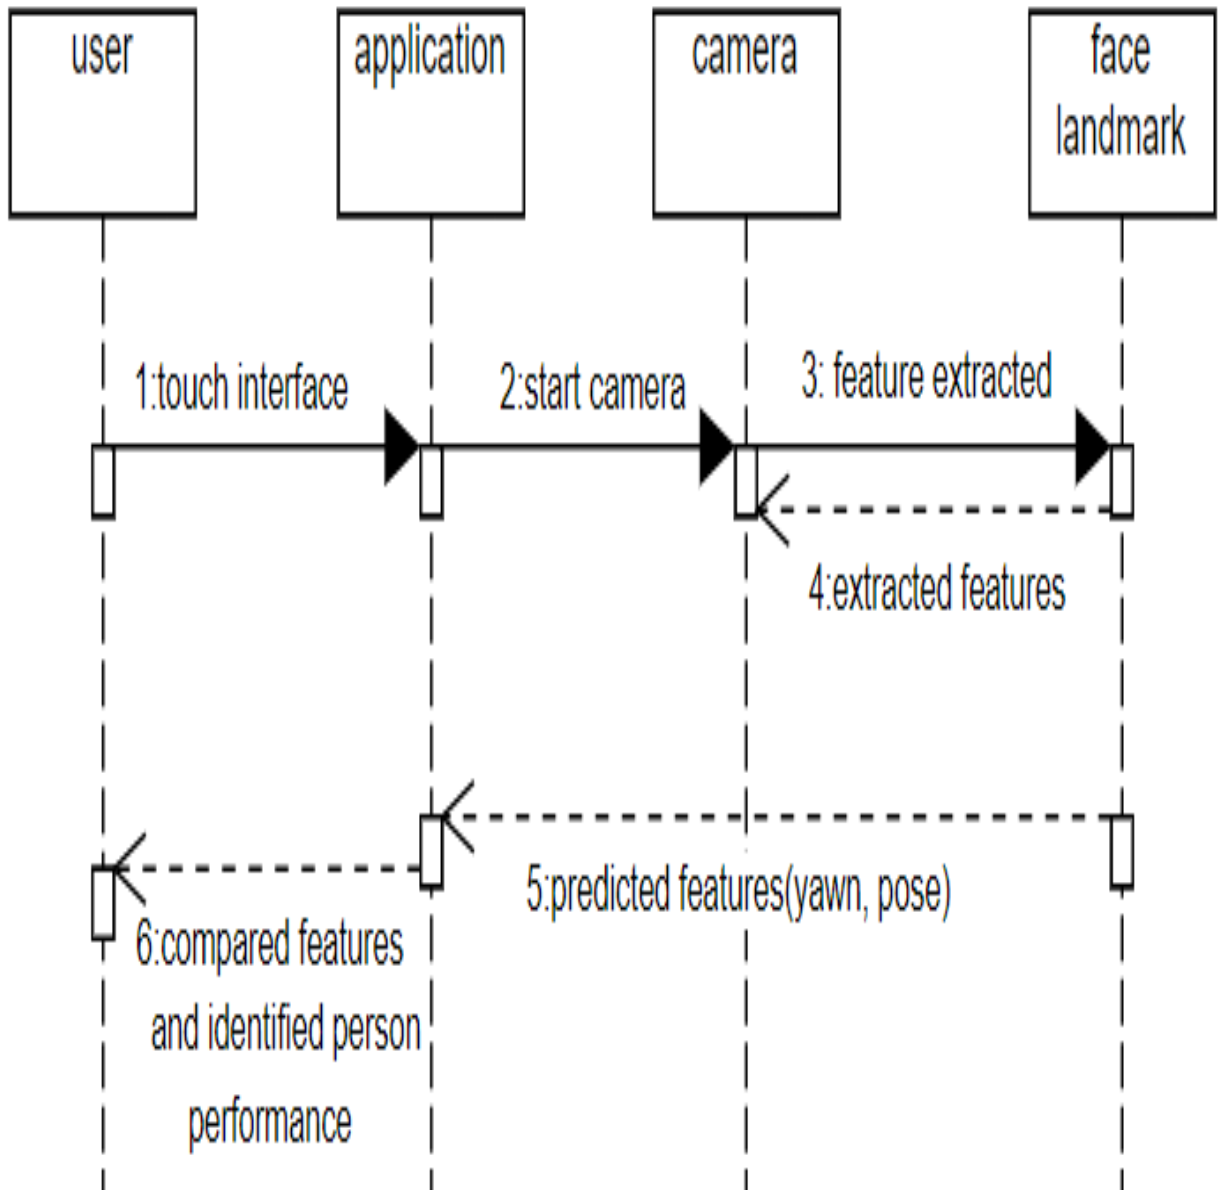 user
application
camera
face
landmark
1:touch interface
2:start camera
3: feature extracted
4:extracted features
5:predicted features(yawn, pose)
6:compared features
and identified person
performance